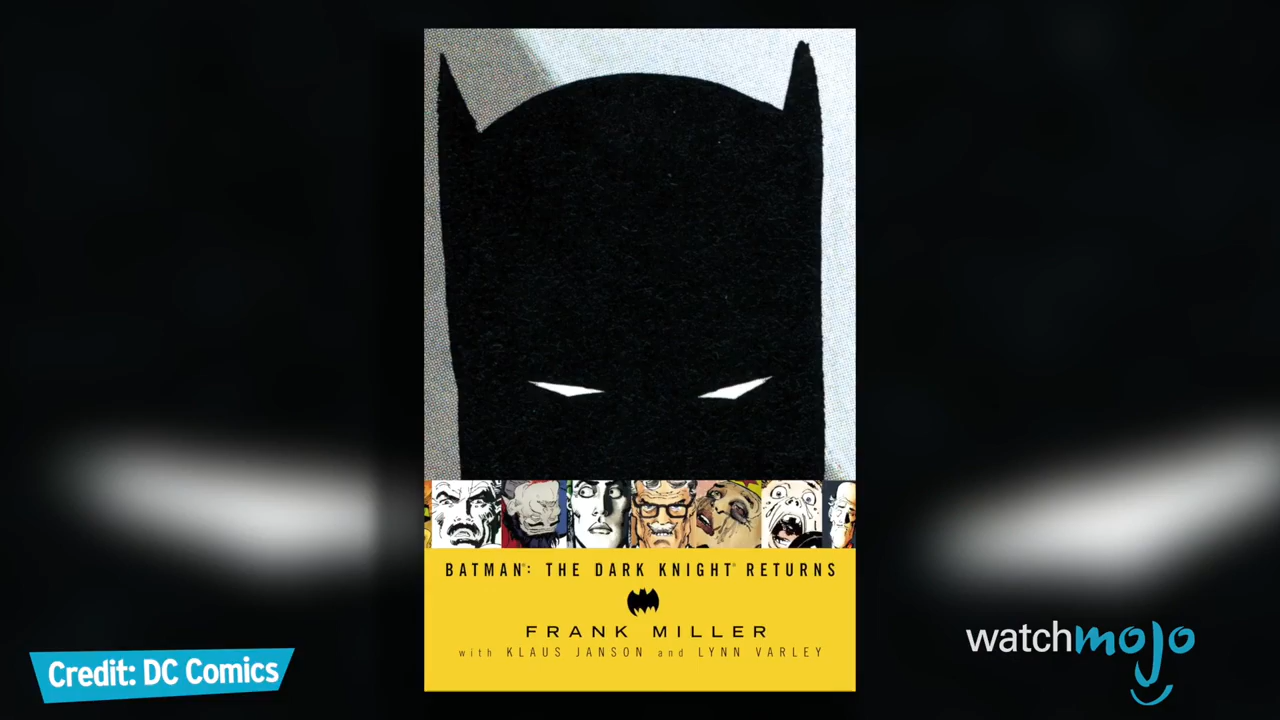 BATMAN®: THE DARK KNIGHT® RETURNS
FRANK MILLER
with KLAUS JANSON and LYNN VARLEY
Credit: DC Comics
watchmojo